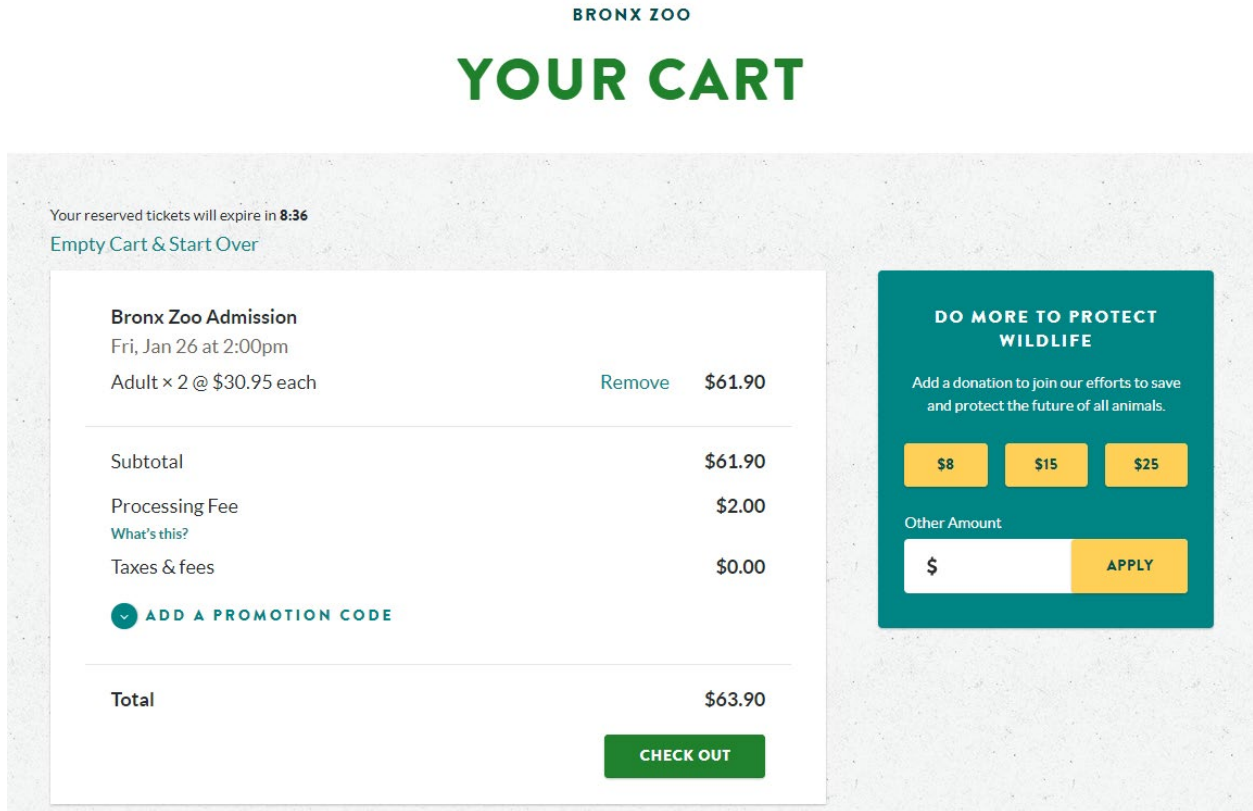 BRONX ZOO
YOUR CART
Your reserved tickets will expire in 8:36
Empty Cart & Start Over
Bronx Zoo Admission
Fri, Jan 26 at 2:00pm
Adult × 2 @ $30.95 each Remove $61.90
Subtotal $61.90
Processing Fee $2.00
What's this?
Taxes & fees $0.00
ADD A PROMOTION CODE
Total $63.90
CHECK OUT
DO MORE TO PROTECT
WILDLIFE
Add a donation to join our efforts to save
and protect the future of all animals.
$8 $15 $25
Other Amount
$ APPLY